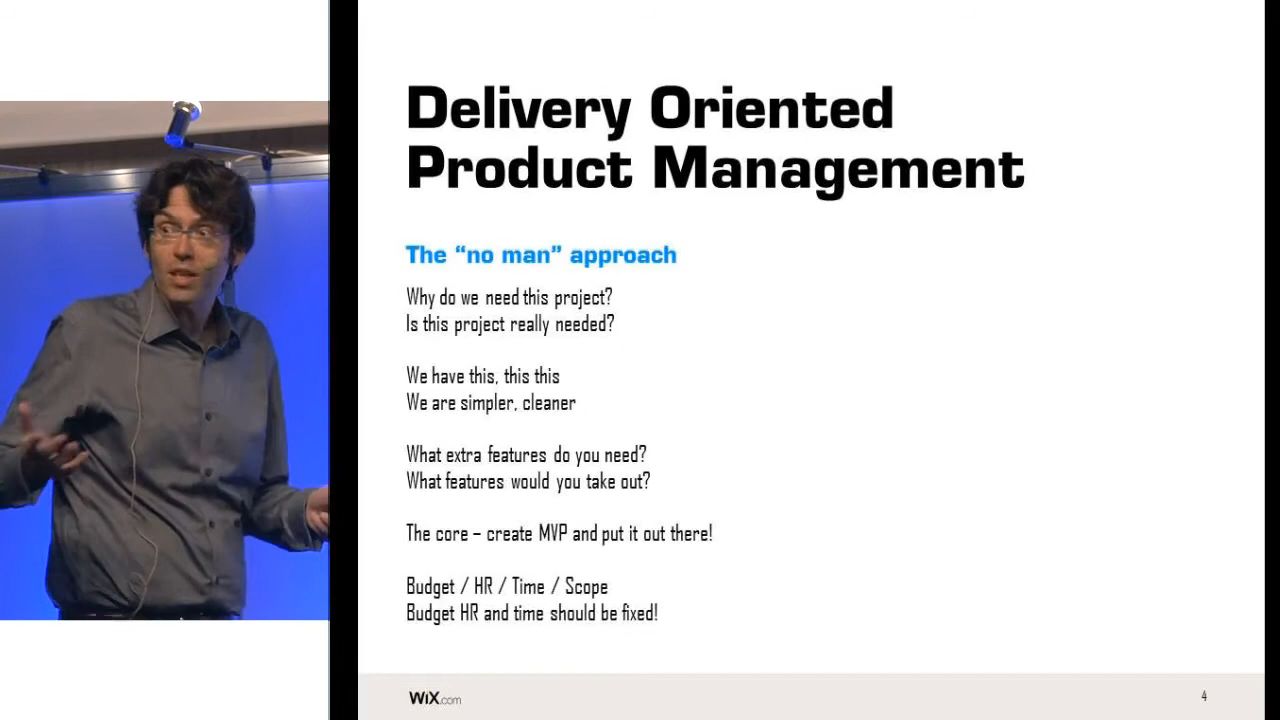 Delivery Oriented
Product Management
The “no man” approach
Why do we need this project?
Is this project really needed?
We have this, this this
We are simpler, cleaner
What extra features do you need?
What features would you take out?
The core – create MVP and put it out there!
Budget / HR / Time / Scope
Budget HR and time should be fixed!
WiX.com
4